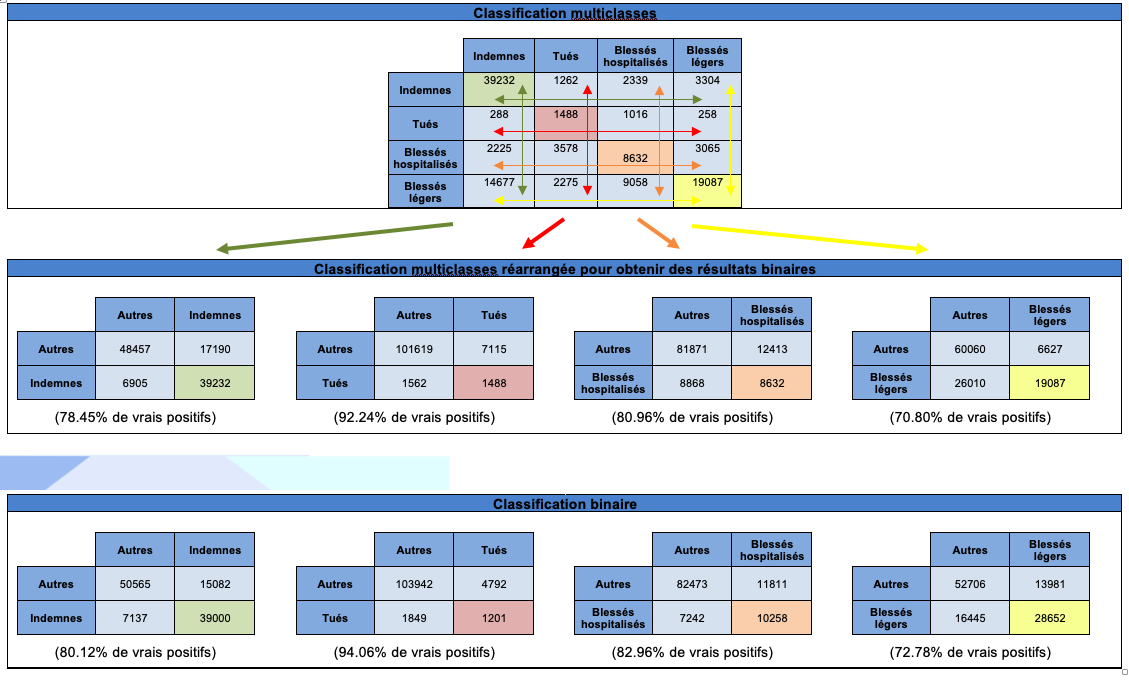 Classification multiclasses
Indemnes Tués Blessés hospitalisés Blessés légers
Indemnes 39232 1262 2339 3304
Tués 288 1488 1016 258
Blessés hospitalisés 2225 3578 8632 3065
Blessés légers 14677 2275 9058 19087
Classification multiclasses réarrangée pour obtenir des résultats binaires
Autres Indemnes
Autres 48457 17190
Indemnes 6905 39232
(78.45% de vrais positifs)
Autres Tués
Autres 101619 7115
Tués 1562 1488
(92.24% de vrais positifs)
Autres Blessés hospitalisés
Autres 81871 12413
Blessés hospitalisés 8868 8632
(80.96% de vrais positifs)
Autres Blessés légers
Autres 60060 6627
Blessés légers 26010 19087
(70.80% de vrais positifs)
Classification binaire
Autres Indemnes
Autres 50565 15082
Indemnes 7137 39000
(80.12% de vrais positifs)
Autres Tués
Autres 103942 4792
Tués 1849 1201
(94.06% de vrais positifs)
Autres Blessés hospitalisés
Autres 82473 11811
Blessés hospitalisés 7242 10258
(82.96% de vrais positifs)
Autres Blessés légers
Autres 52706 13981
Blessés légers 16445 28652
(72.78% de vrais positifs)